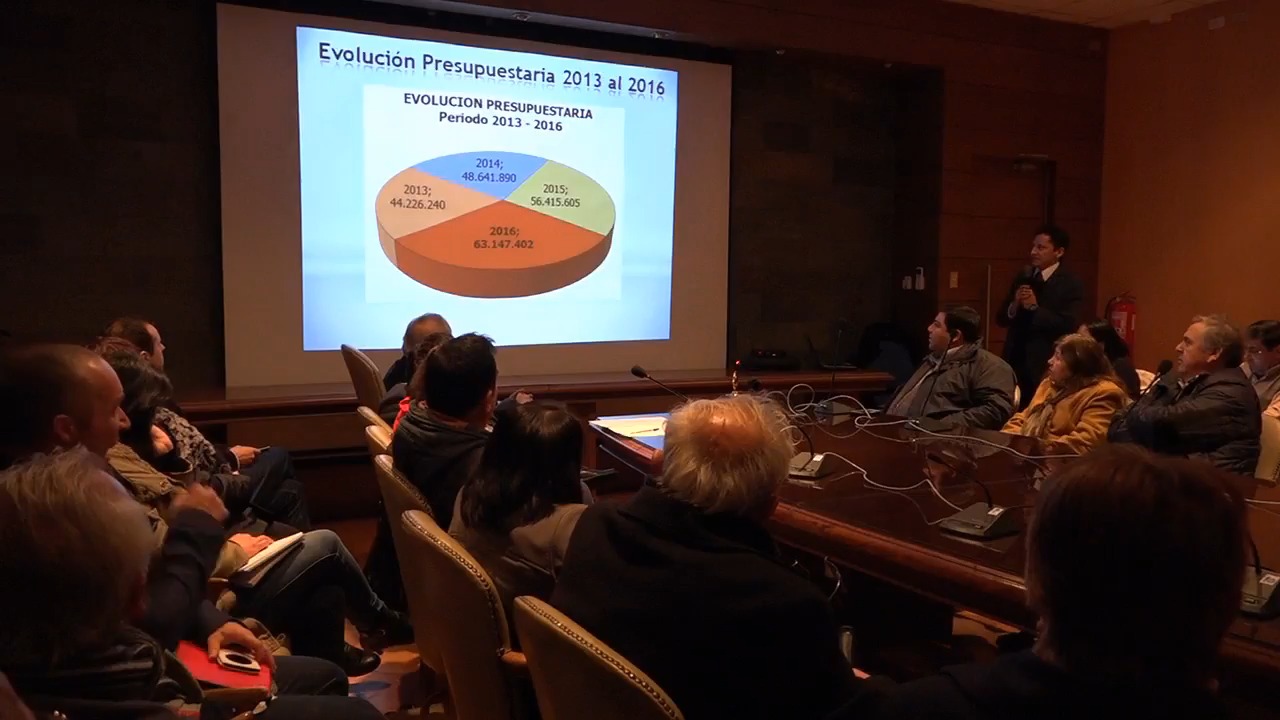 Evolución Presupuestaria 2013 al 2016
EVOLUCION PRESUPUESTARIA
Periodo 2013 - 2016
2014;
48.641.890
2013;
44.226.240
2015;
56.415.605
2016;
63.147.402